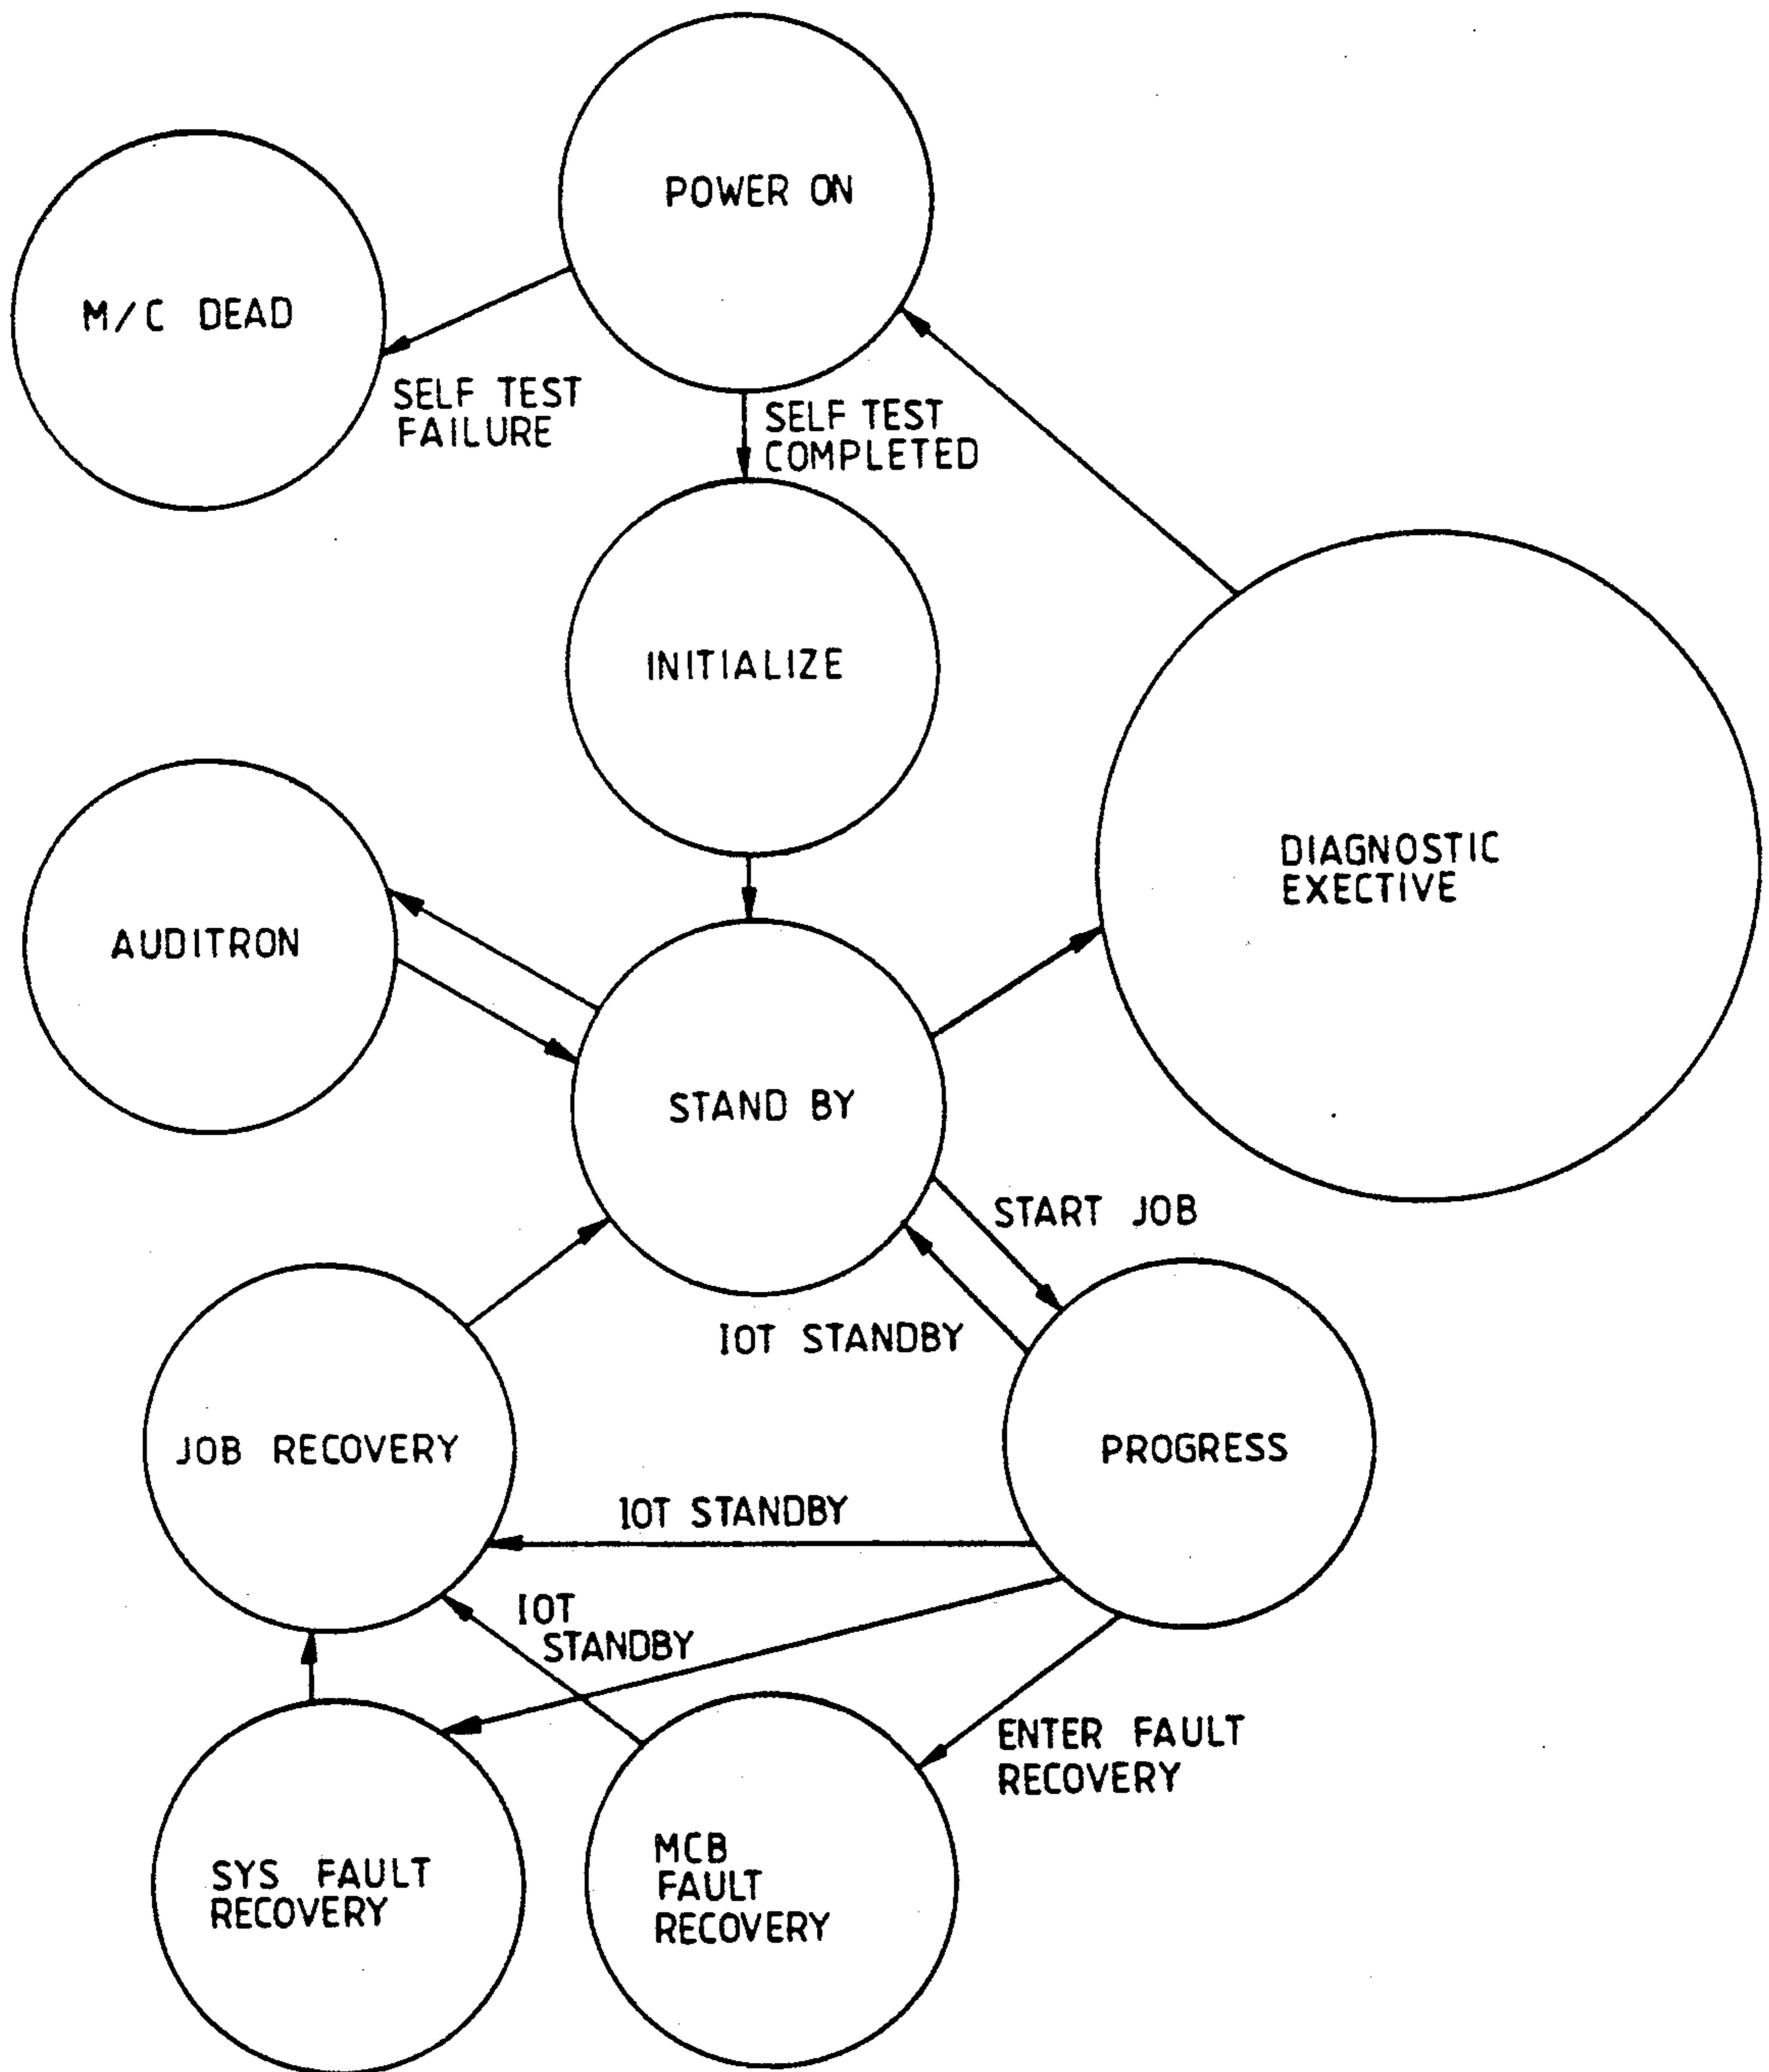 POWER ON
M/C DEAD
SELF TEST
FAILURE
SELF TEST
COMPLETED
INITIALIZE
DIAGNOSTIC
EXECTIVE
AUDITRON
STAND BY
START JOB
IOT STANDBY
JOB RECOVERY
PROGRESS
IOT STANDBY
IOT
STANDBY
ENTER FAULT
RECOVERY
SYS FAULT
RECOVERY
MCB
FAULT
RECOVERY